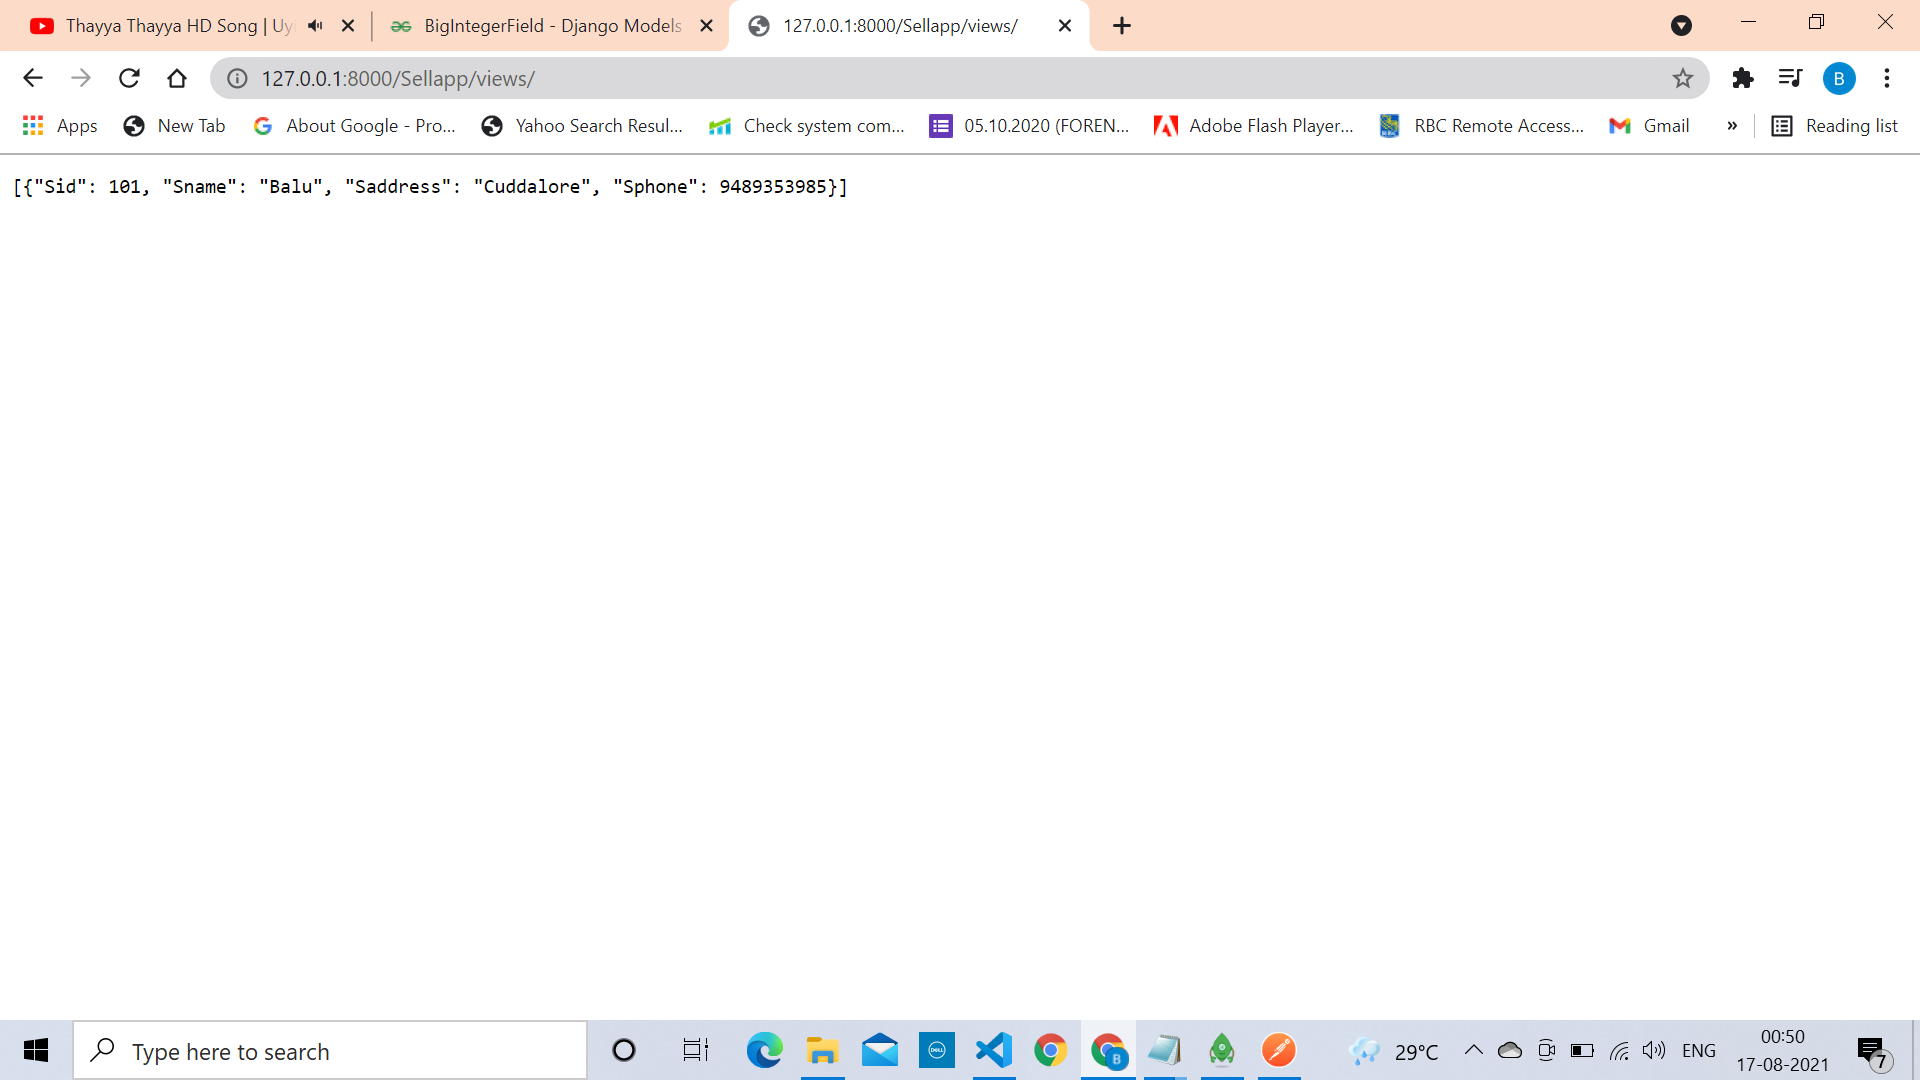 Thayya Thayya HD Song | Uyi
BigIntegerField - Django Models
127.0.0.1:8000/Sellapp/views/
127.0.0.1:8000/Sellapp/views/
B
Apps
New Tab
About Google - Pro...
Yahoo Search Resul...
Check system com...
05.10.2020 (FOREN...
Adobe Flash Player...
RBC Remote Access...
Gmail
»
Reading list
[{"Sid": 101, "Sname": "Balu", "Saddress": "Cuddalore", "Sphone": 9489353985}]
Type here to search
DELL
B
29°C
ENG
00:50
17-08-2021
7